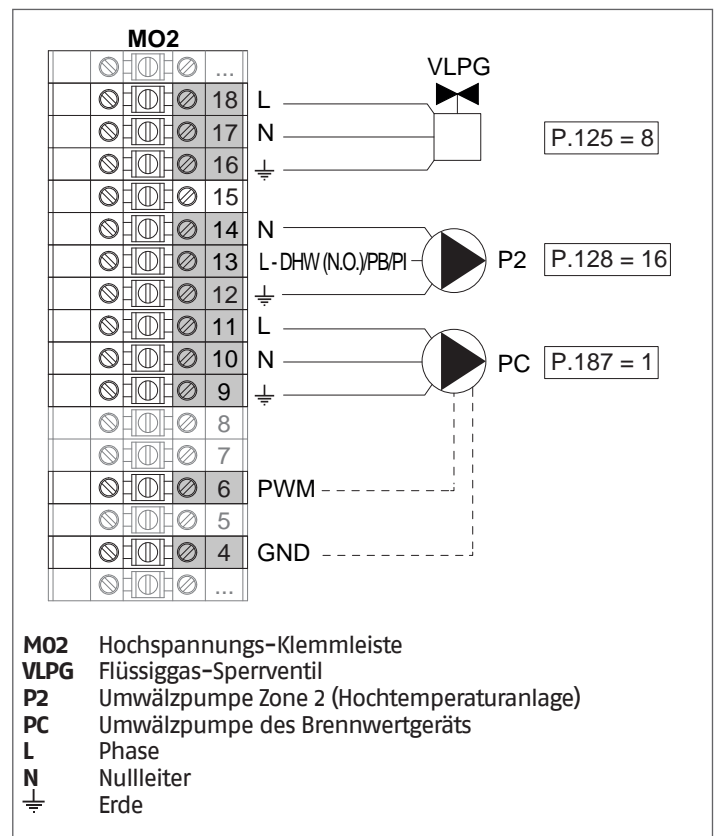 MO2
VLPG
...
18 L
17 N
P.125 = 8
16
15
14 N
13 L - DHW (N.O.)/PB/PI P2 P.128 = 16
12
11 L
10 N PC P.187 = 1
9
8
7
6 PWM
5
4 GND
...
M02 Hochspannungs-Klemmleiste
VLPG Flüssiggas-Sperrventil
P2 Umwälzpumpe Zone 2 (Hochtemperaturanlage)
PC Umwälzpumpe des Brennwertgeräts
L Phase
N Nullleiter
⏚ Erde